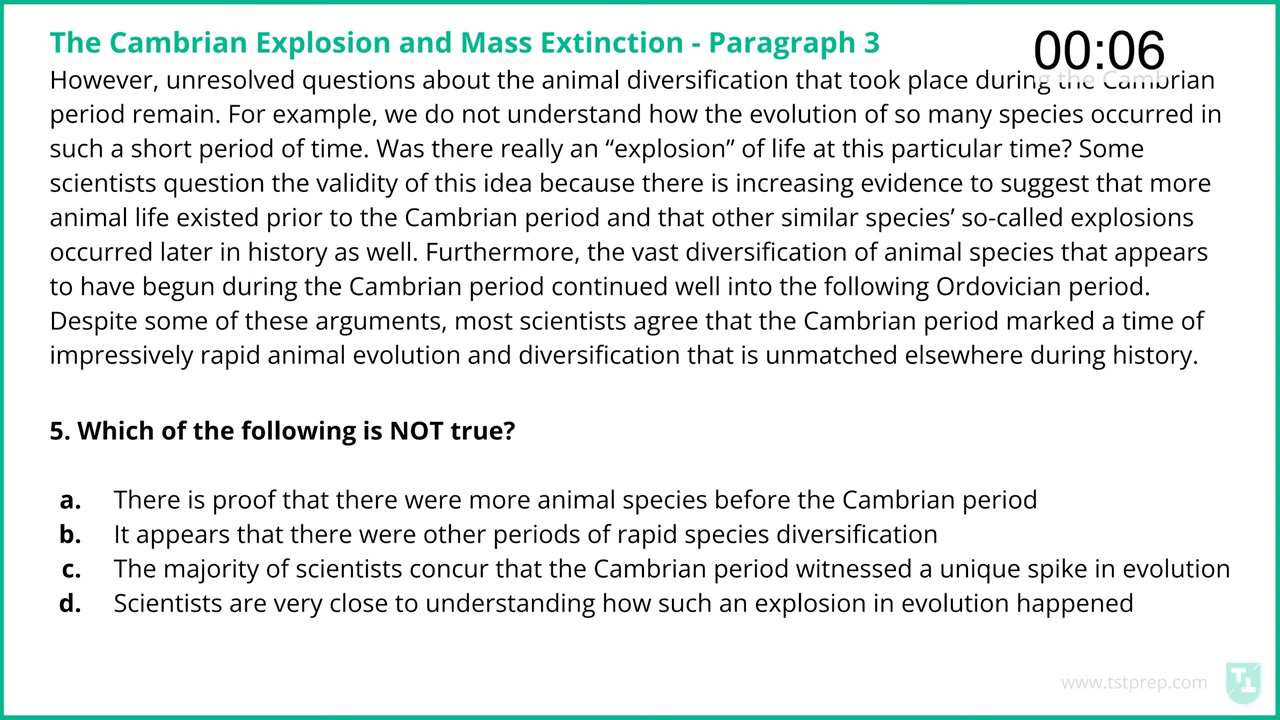 The Cambrian Explosion and Mass Extinction - Paragraph 3
00:06
However, unresolved questions about the animal diversification that took place during the Cambrian
period remain. For example, we do not understand how the evolution of so many species occurred in
such a short period of time. Was there really an “explosion” of life at this particular time? Some
scientists question the validity of this idea because there is increasing evidence to suggest that more
animal life existed prior to the Cambrian period and that other similar species’ so-called explosions
occurred later in history as well. Furthermore, the vast diversification of animal species that appears
to have begun during the Cambrian period continued well into the following Ordovician period.
Despite some of these arguments, most scientists agree that the Cambrian period marked a time of
impressively rapid animal evolution and diversification that is unmatched elsewhere during history.
5. Which of the following is NOT true?
a. There is proof that there were more animal species before the Cambrian period
b. It appears that there were other periods of rapid species diversification
c. The majority of scientists concur that the Cambrian period witnessed a unique spike in evolution
d. Scientists are very close to understanding how such an explosion in evolution happened
www.tstprep.com